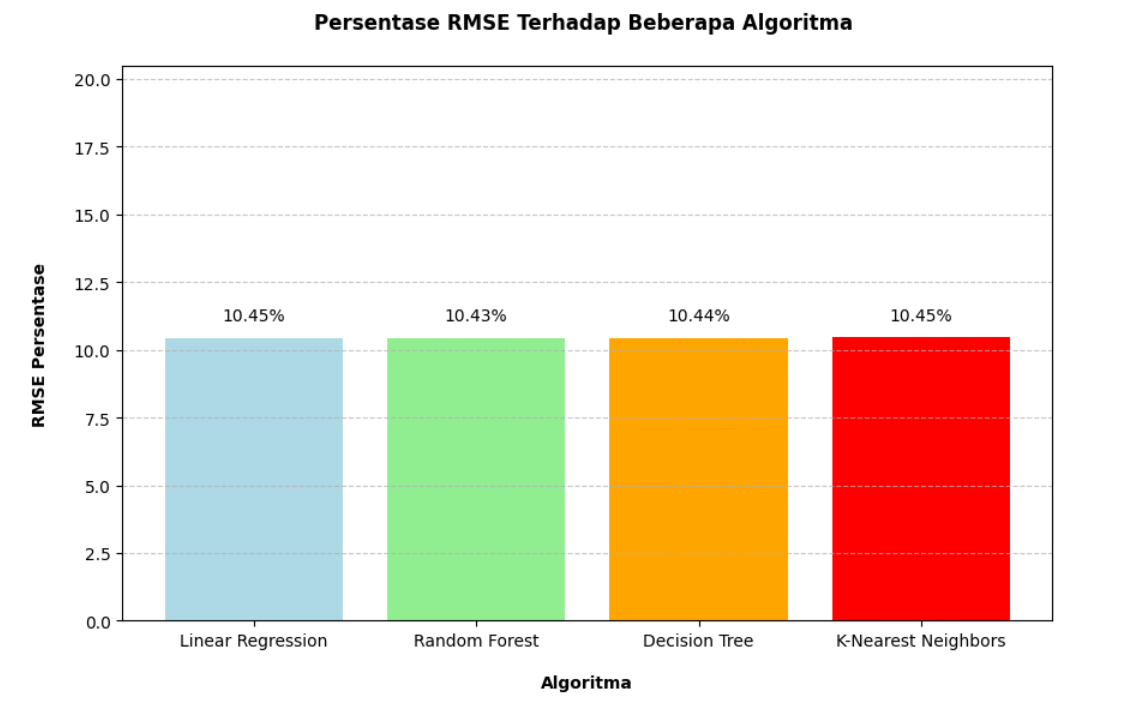 Persentase RMSE Terhadap Beberapa Algoritma
RMSE Persentase
20.0
17.5
15.0
12.5
10.0
7.5
5.0
2.5
0.0
10.45%
10.43%
10.44%
10.45%
Linear Regression
Random Forest
Decision Tree
K-Nearest Neighbors
Algoritma